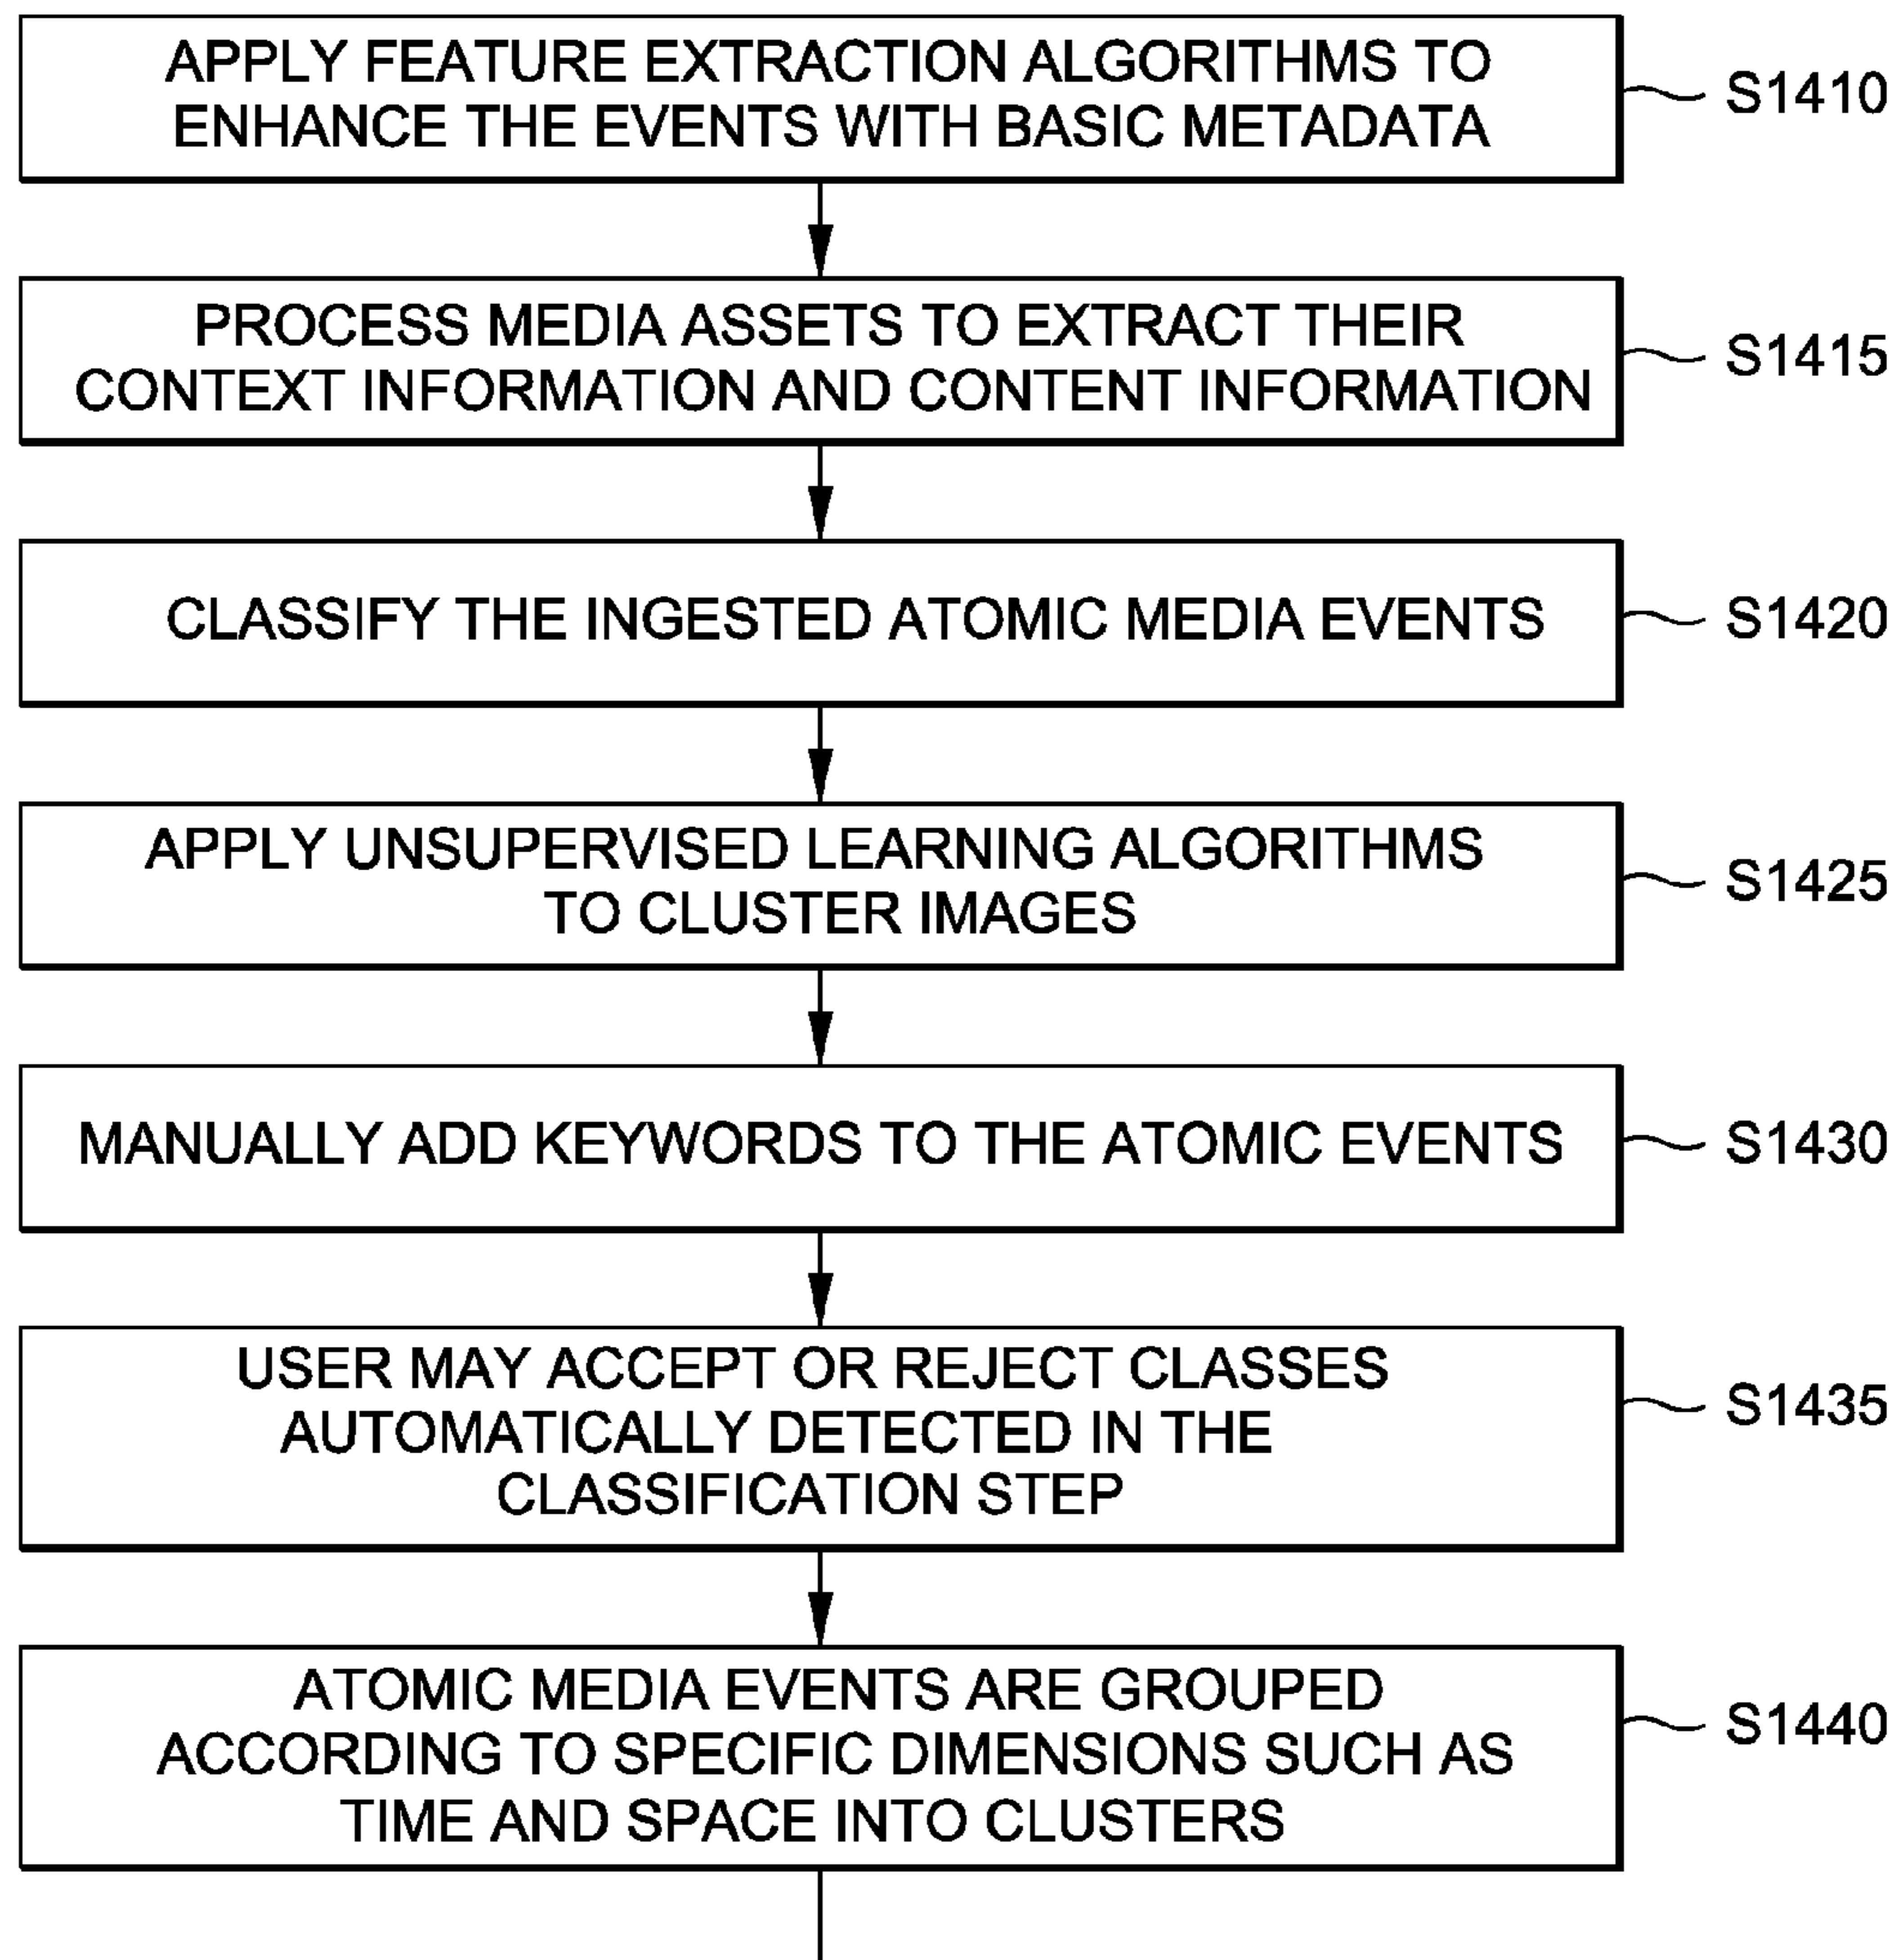 APPLY FEATURE EXTRACTION ALGORITHMS TO
ENHANCE THE EVENTS WITH BASIC METADATA
S1410
PROCESS MEDIA ASSETS TO EXTRACT THEIR
CONTEXT INFORMATION AND CONTENT INFORMATION
S1415
CLASSIFY THE INGESTED ATOMIC MEDIA EVENTS
S1420
APPLY UNSUPERVISED LEARNING ALGORITHMS
TO CLUSTER IMAGES
S1425
MANUALLY ADD KEYWORDS TO THE ATOMIC EVENTS
S1430
USER MAY ACCEPT OR REJECT CLASSES
AUTOMATICALLY DETECTED IN THE
CLASSIFICATION STEP
S1435
ATOMIC MEDIA EVENTS ARE GROUPED
ACCORDING TO SPECIFIC DIMENSIONS SUCH AS
TIME AND SPACE INTO CLUSTERS
S1440